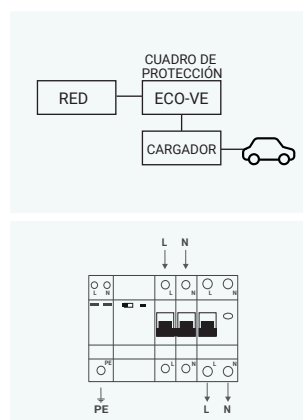 CUADRO DE
PROTECCIÓN
RED
ECO-VE
CARGADOR
L N
L N L N L N
PE L N L N
PE L N